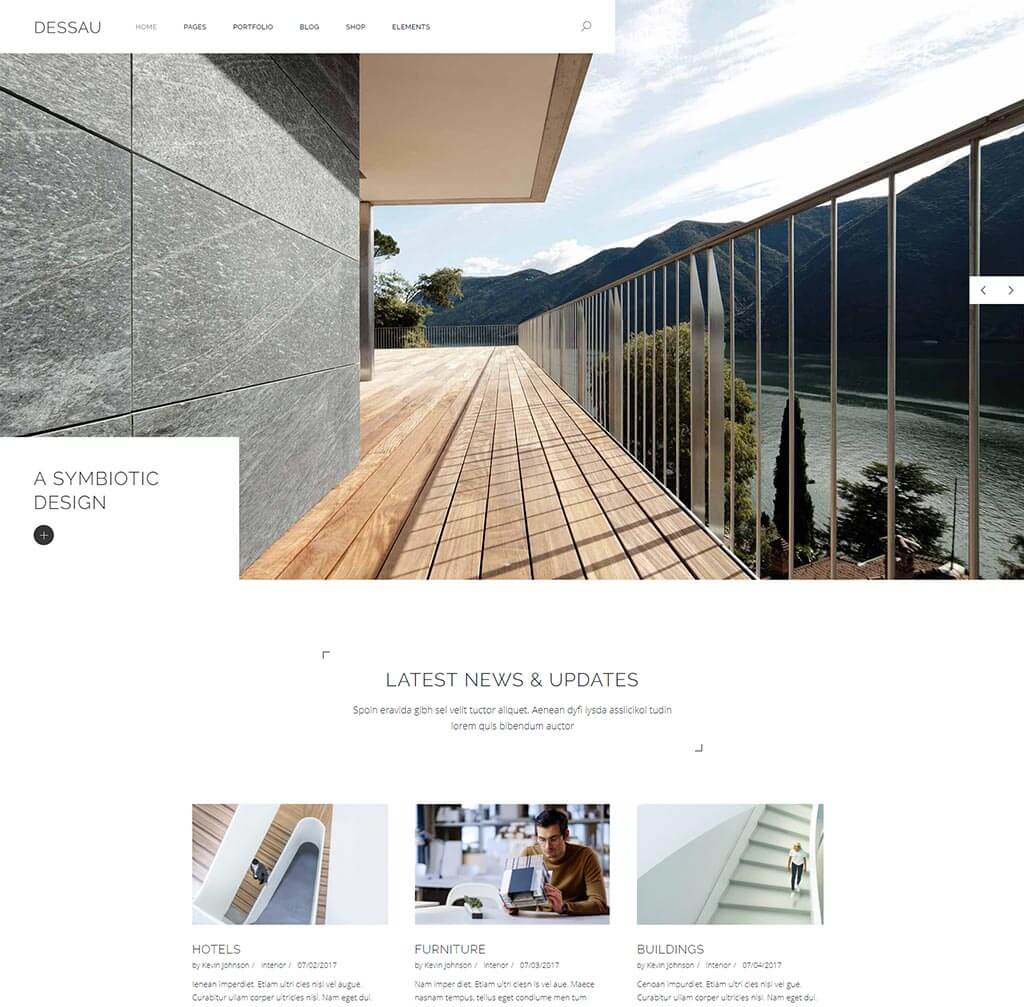 DESSAU
HOME PAGES PORTFOLIO BLOG SHOP ELEMENTS
A SYMBIOTIC
DESIGN
LATEST NEWS & UPDATES
Spoin eravida gibh sel velit tuctor aliquet. Aenean dyfi lysda asslicikol tudin
lorem quis bibendum auctor
HOTELS
by Kevin Johnson / Interior / 07/02/2017
Ienean imperdiet. Etiam ultri cies nisi vel augue.
Curabitur ullam corper ultricies nisi. Nam eget dui.
FURNITURE
by Kevin Johnson / Interior / 07/03/2017
Nam imper diet. Etiam ultri ciesn is vel aue. Maece
nasnam tempus, tellus eget condiume men tum
BUILDINGS
by Kevin Johnson / Interior / 07/04/2017
Cenoan impurdiet. Etiam ultri cies nisl vel gue.
Curabitur ullam corper ultricies nisl. Nam eget dul.